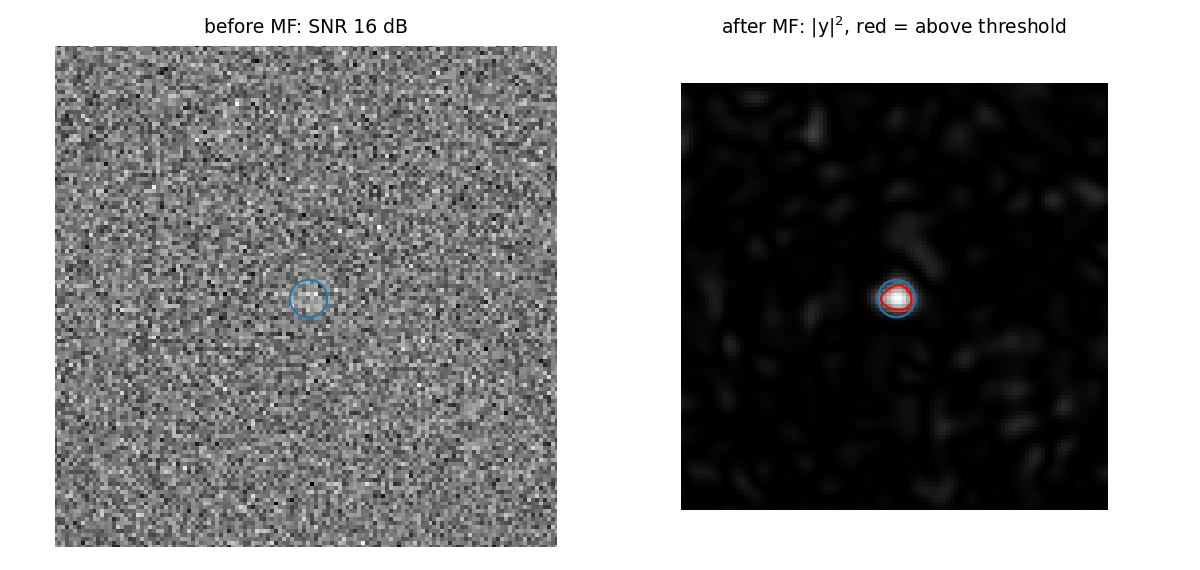 before MF: SNR 16 dB
after MF: |y|², red = above threshold